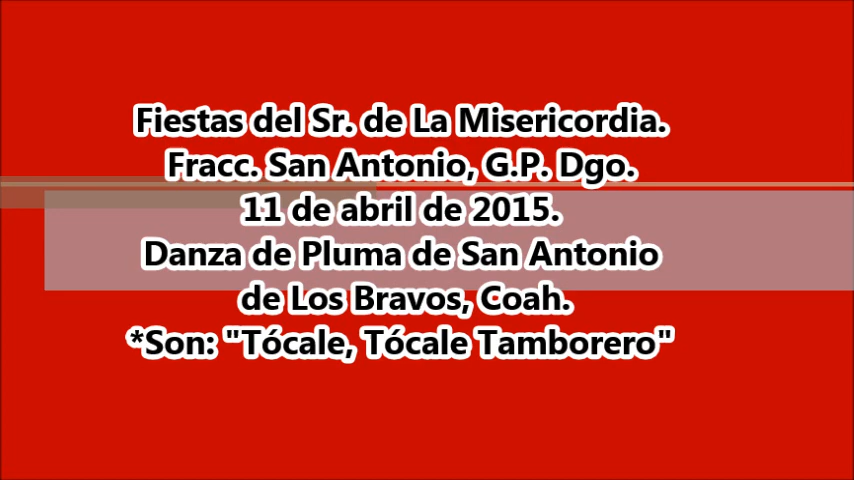 Fiestas del Sr. de La Misericordia.
Fracc. San Antonio, G.P. Dgo.
11 de abril de 2015.
Danza de Pluma de San Antonio
de Los Bravos, Coah.
*Son: "Tócale, Tócale Tamborero"